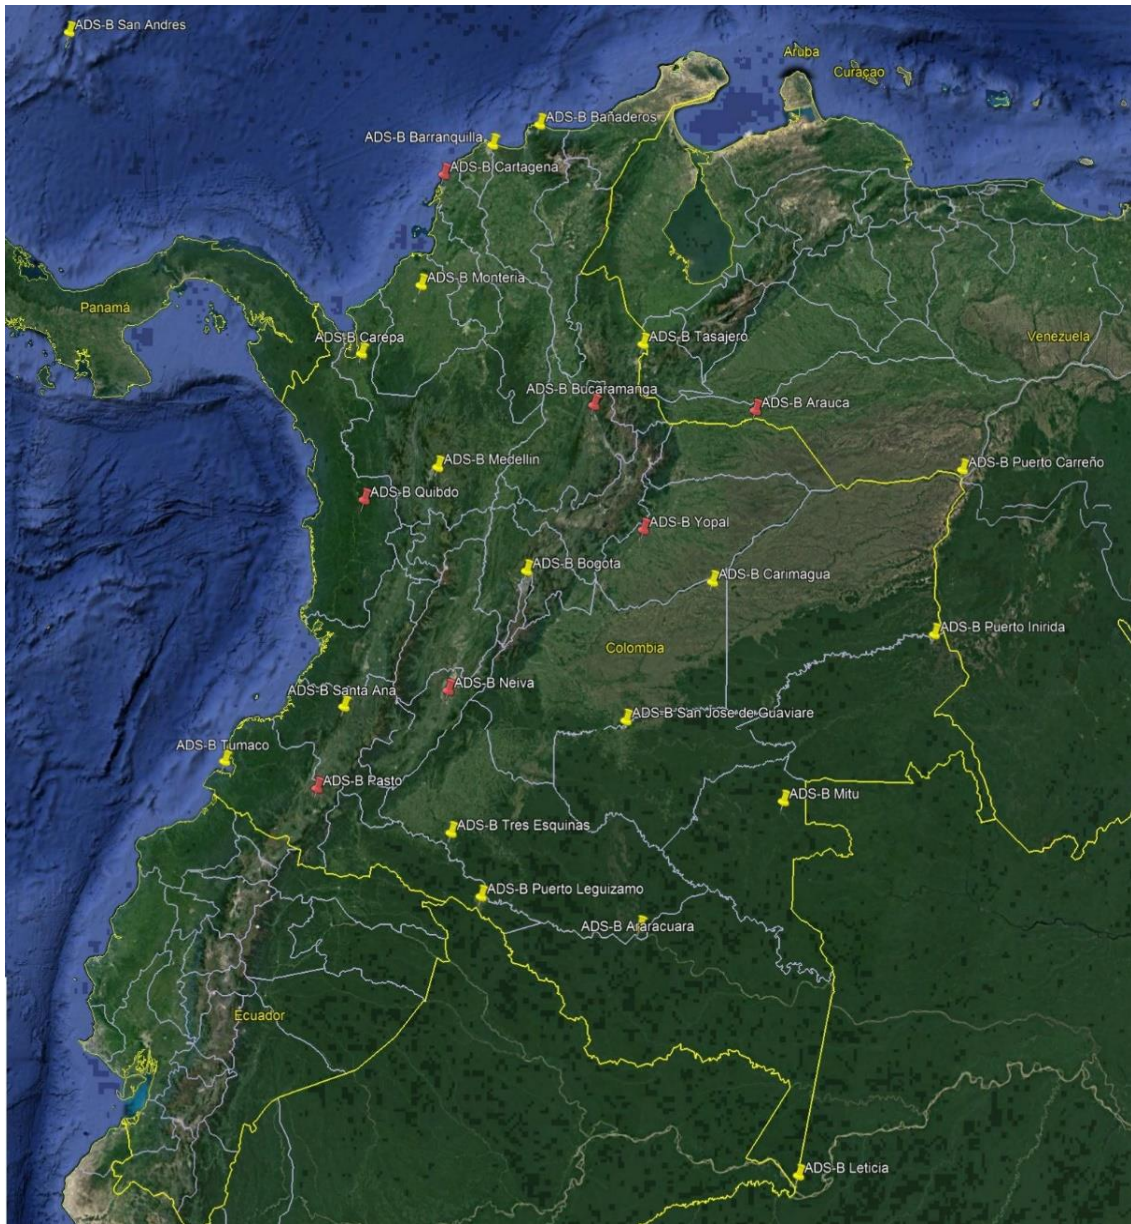 ADS-B San Andres
Aruba
Curaçao
ADS-B Bañaderos
ADS-B Barranquilla
ADS-B Cartagena
ADS-B Monteria
Panamá
ADS-B Carepa
ADS-B Tasajero
Venezuela
ADS-B Bucaramanga
ADS-B Arauca
ADS-B Medellin
ADS-B Puerto Carreño
ADS-B Quibdo
ADS-B Yopal
ADS-B Bogota
ADS-B Carimagua
ADS-B Puerto Inirida
Colombia
ADS-B Neiva
ADS-B Santa Ana
ADS-B San Jose de Guaviare
ADS-B Tumaco
ADS-B Pasto
ADS-B Mitu
ADS-B Tres Esquinas
ADS-B Puerto Leguizamo
ADS-B Araracuara
Ecuador
ADS-B Leticia